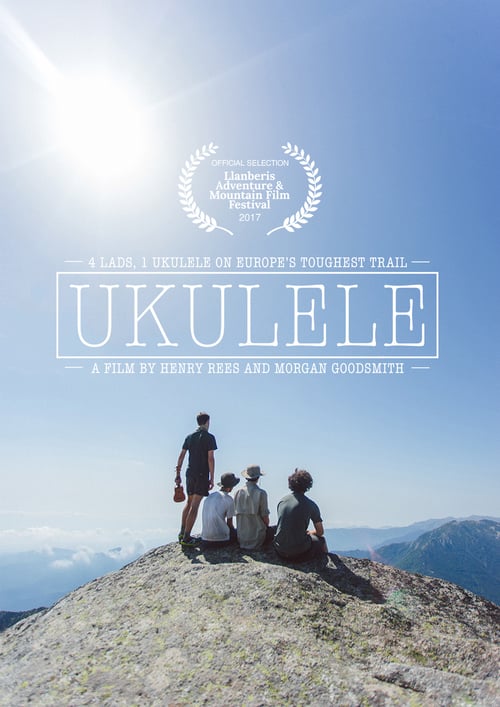 OFFICIAL SELECTION
Llanberis
Adventure &
Mountain Film
Festival
2017
4 LADS, 1 UKULELE ON EUROPE'S TOUGHEST TRAIL
UKULELE
A FILM BY HENRY REES AND MORGAN GOODSMITH